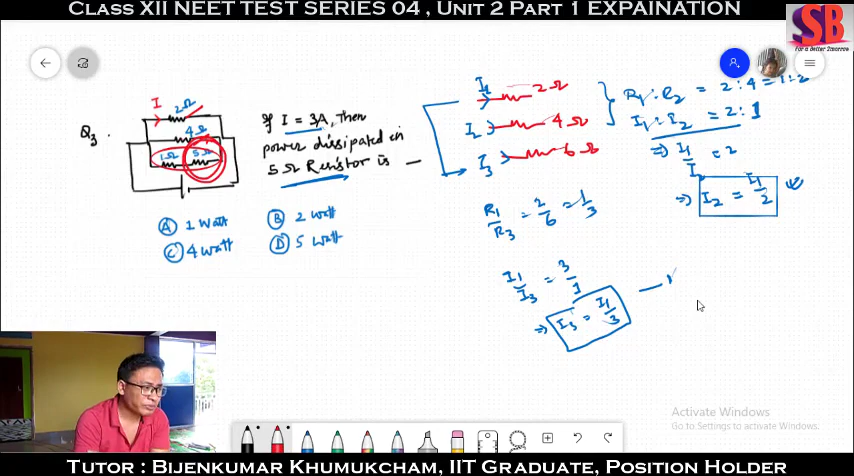 Class XII NEET TEST SERIES 04 , Unit 2 Part 1 EXPAINATION
SB
For a better 2morrow
Q3.
I
2Ω
4Ω
1Ω 5Ω
If I = 3A, Then
power dissipated in
5Ω Resistor is —
Ⓐ 1 Watt
Ⓑ 2 Watt
Ⓒ 4 Watt
Ⓓ 5 Watt
I1 2Ω
I2 4Ω
I3 6Ω
R1 : R2 = 2 : 4 = 1 : 2
I1 : I2 = 2 : 1
⇒ I1/I2 = 2
⇒ I2 = I1/2
R1/R3 = 2/6 = 1/3
I1/I3 = 3/1
⇒ I3 = I1/3
Activate Windows
Go to Settings to activate Windows.
Tutor : Bijenkumar Khumukcham, IIT Graduate, Position Holder